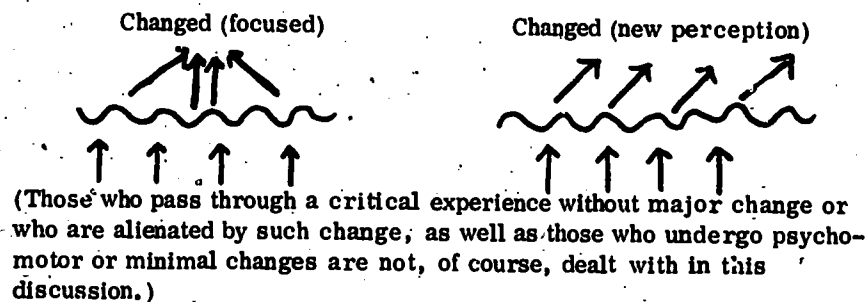 Changed (focused)
Changed (new perception)
(Those who pass through a critical experience without major change or
who are alienated by such change, as well as those who undergo psycho-
motor or minimal changes are not, of course, dealt with in this
discussion.)